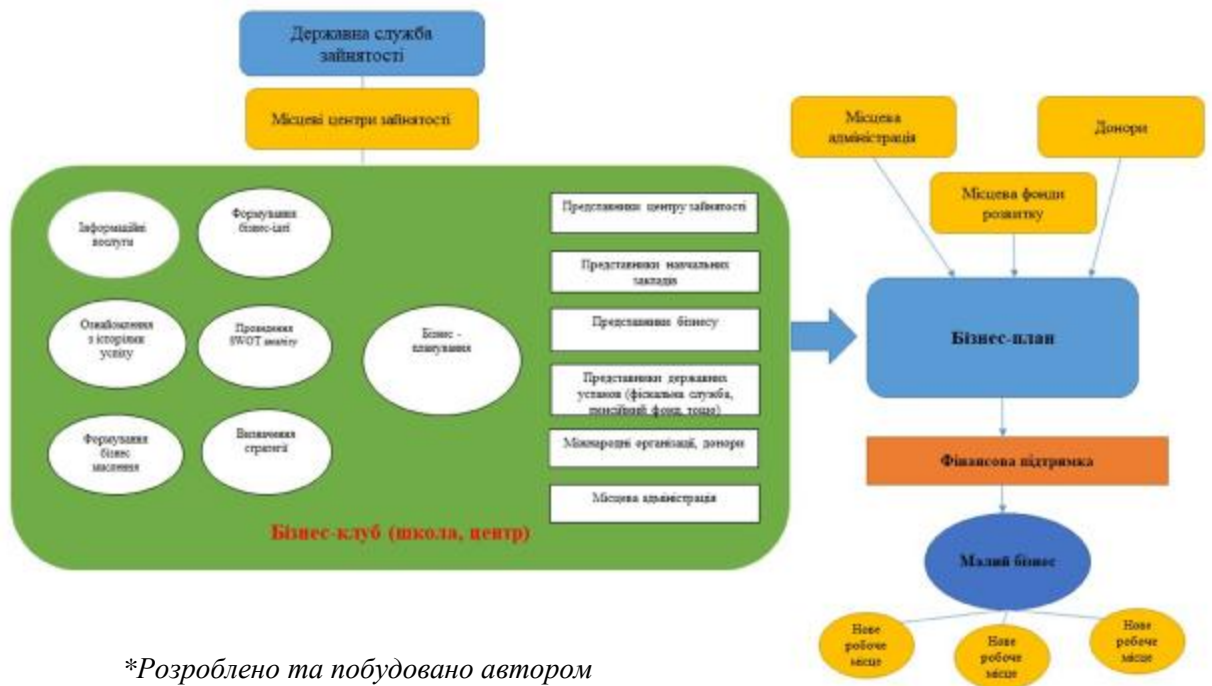 Державна служба
зайнятості
Місцеві центри зайнятості
Інформаційні
послуги
Формування
бізнес-ідеї
Ознайомлення
з історіями
успіху
Проведення
SWOT аналізу
Формування
бізнес
мислення
Визначення
стратегії
Бізнес -
планування
Представники центру зайнятості
Представники навчальних
закладів
Представники бізнесу
Представники державних
установ (фіскальна служба,
пенсійний фонд, тощо)
Міжнародні організації, донори
Місцева адміністрація
Бізнес-клуб (школа, центр)
Місцева
адміністрація
Донори
Місцева фонди
розвитку
Бізнес-план
Фінансова підтримка
Малий бізнес
Нове
робоче
місце
Нове
робоче
місце
Нове
робоче
місце
*Розроблено та побудовано автором